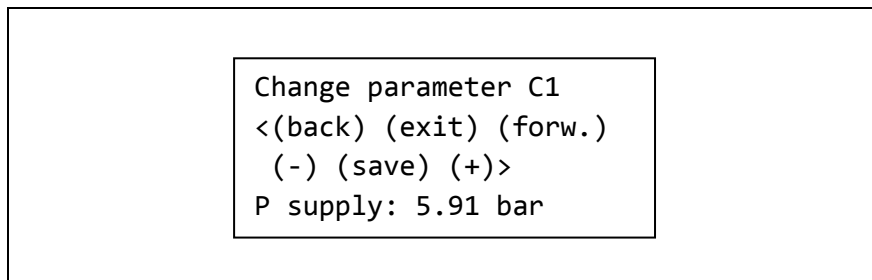 Change parameter C1
<(back) (exit) (forw.)
(-) (save) (+)>
P supply: 5.91 bar